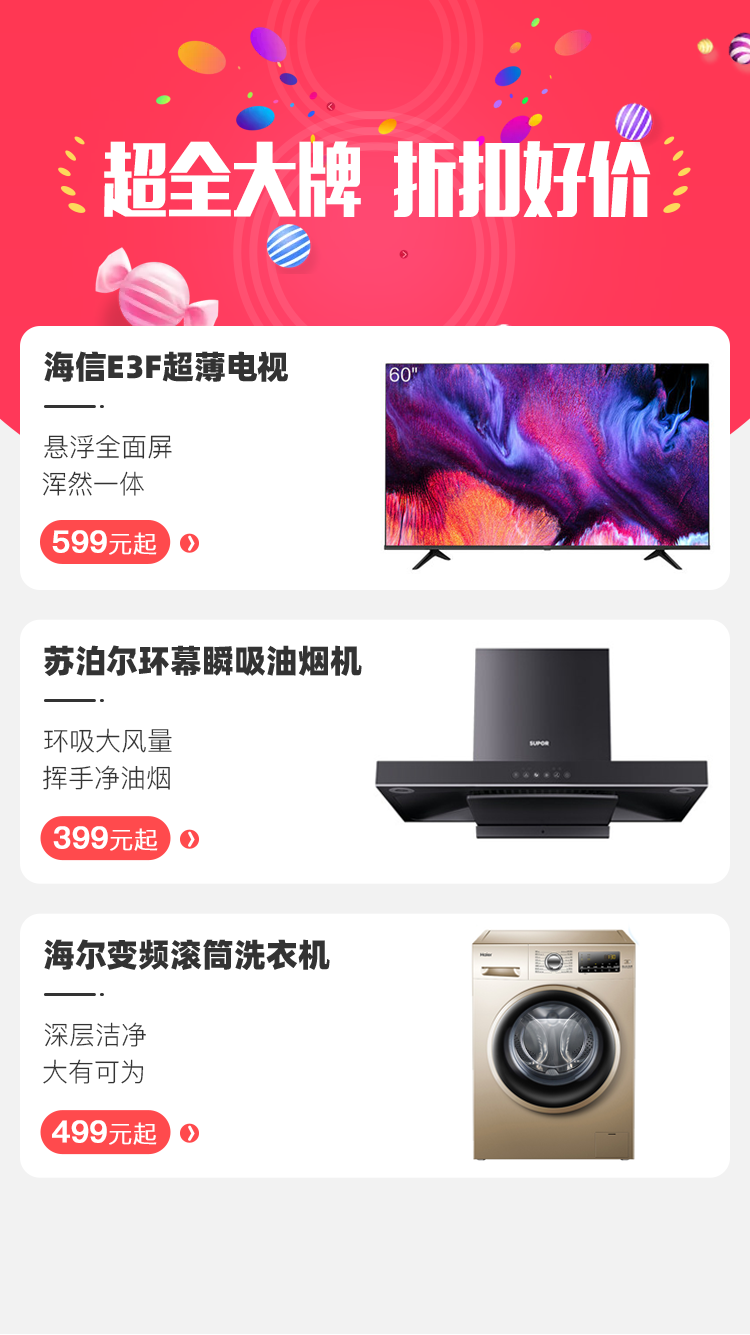 超全大牌 折扣好价
海信E3F超薄电视
悬浮全面屏
浑然一体
599元起
60"
苏泊尔环幕瞬吸油烟机
环吸大风量
挥手净油烟
399元起
SUPOR
海尔变频滚筒洗衣机
深层洁净
大有可为
499元起
Haier